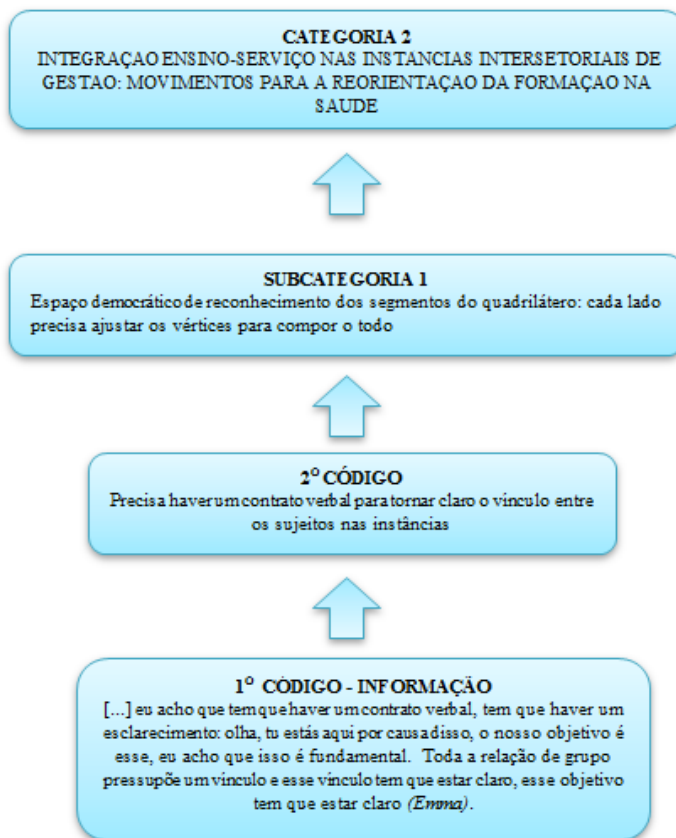 CATEGORIA 2
INTEGRAÇAO ENSINO-SERVIÇO NAS INSTANCIAS INTERSETORIAIS DE
GESTAO: MOVIMENTOS PARA A REORIENTAÇAO DA FORMAÇAO NA
SAUDE
SUBCATEGORIA 1
Espaço democrático de reconhecimento dos segmentos do quadrilátero: cada lado
precisa ajustar os vértices para compor o todo
2º CÓDIGO
Precisa haver um contrato verbal para tornar claro o vínculo entre
os sujeitos nas instâncias
1º CÓDIGO - INFORMAÇÃO
[...] eu acho que tem que haver um contrato verbal, tem que haver um
esclarecimento: olha, tu estás aqui por causa disso, o nosso objetivo é
esse, eu acho que isso é fundamental. Toda a relação de grupo
pressupõe um vínculo e esse vínculo tem que estar claro, esse objetivo
tem que estar claro (Emma).